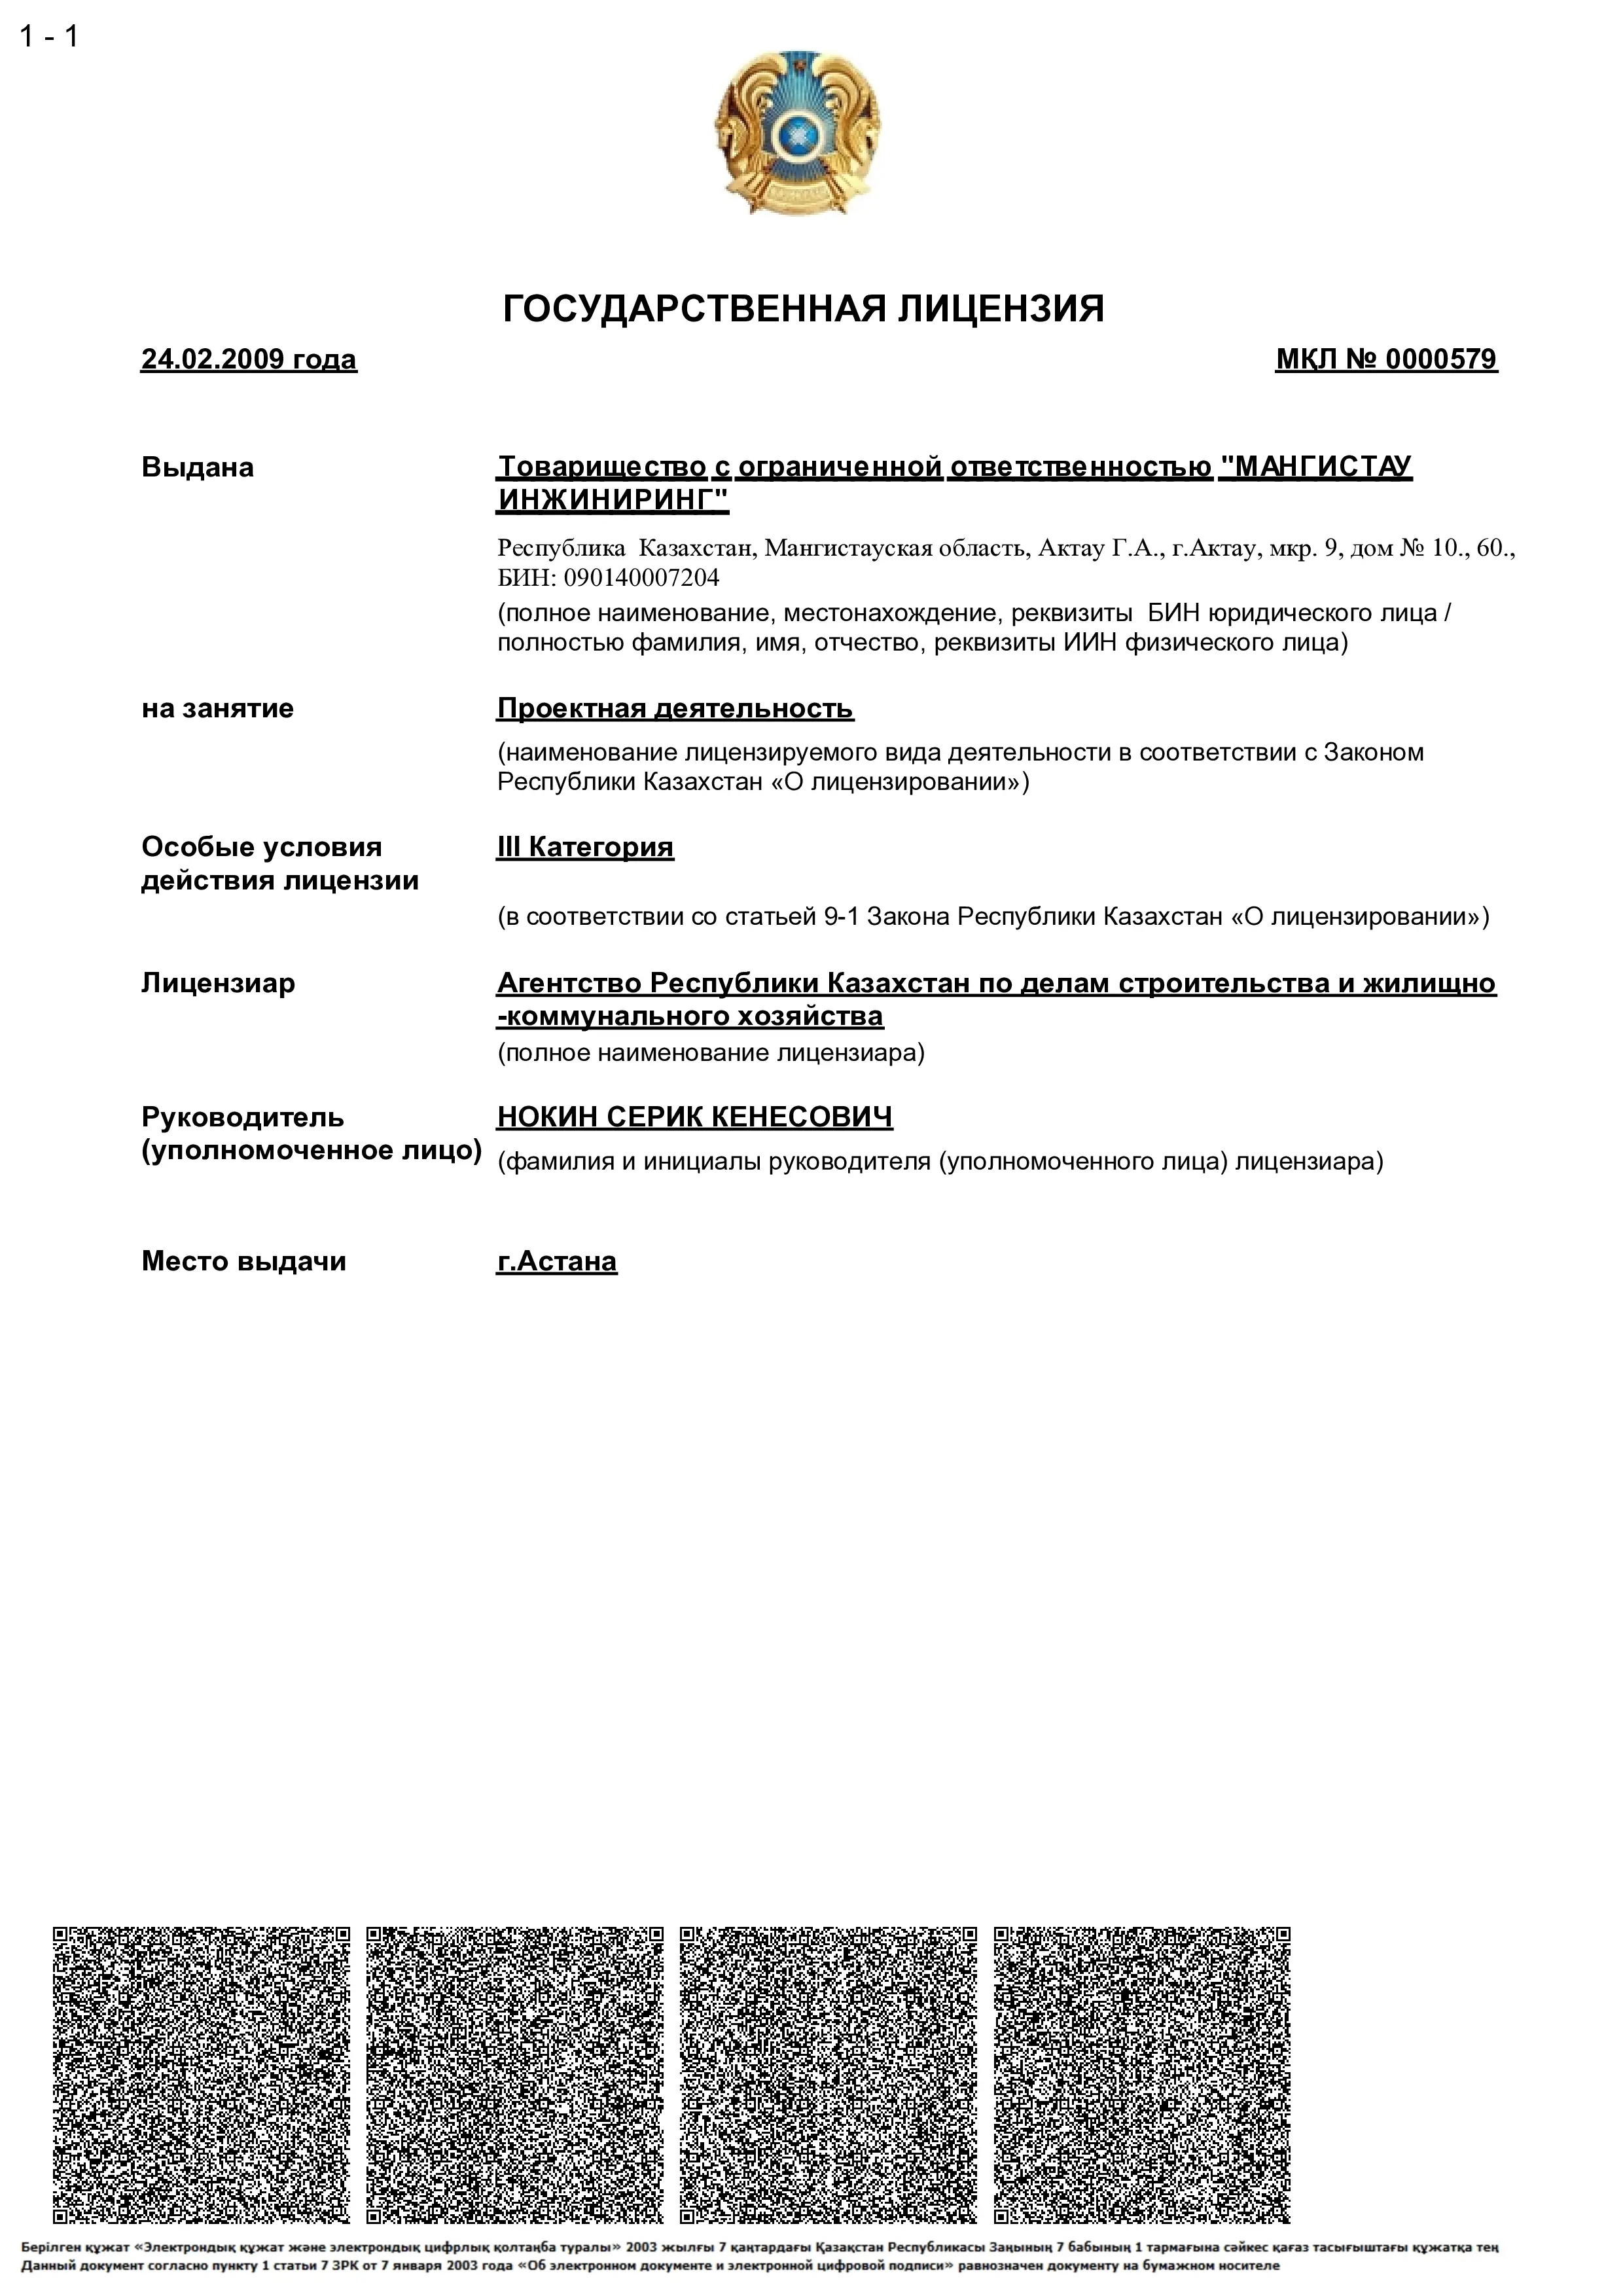 1 - 1
ГОСУДАРСТВЕННАЯ ЛИЦЕНЗИЯ
24.02.2009 года
МҚЛ № 0000579
Выдана
Товарищество с ограниченной ответственностью "МАНГИСТАУ
ИНЖИНИРИНГ"
Республика Казахстан, Мангистауская область, Актау Г.А., г.Актау, мкр. 9, дом № 10., 60.,
БИН: 090140007204
(полное наименование, местонахождение, реквизиты БИН юридического лица /
полностью фамилия, имя, отчество, реквизиты ИИН физического лица)
на занятие
Проектная деятельность
(наименование лицензируемого вида деятельности в соответствии с Законом
Республики Казахстан «О лицензировании»)
Особые условия
действия лицензии
III Категория
(в соответствии со статьей 9-1 Закона Республики Казахстан «О лицензировании»)
Лицензиар
Агентство Республики Казахстан по делам строительства и жилищно
-коммунального хозяйства
(полное наименование лицензиара)
Руководитель
(уполномоченное лицо)
НОКИН СЕРИК КЕНЕСОВИЧ
(фамилия и инициалы руководителя (уполномоченного лица) лицензиара)
Место выдачи
г.Астана
Берілген құжат «Электрондық құжат және электрондық цифрлық қолтаңба туралы» 2003 жылғы 7 қаңтардағы Қазақстан Республикасы Заңының 7 бабының 1 тармағына сәйкес қағаз тасығыштағы құжатқа тең
Данный документ согласно пункту 1 статьи 7 ЗРК от 7 января 2003 года «Об электронном документе и электронной цифровой подписи» равнозначен документу на бумажном носителе